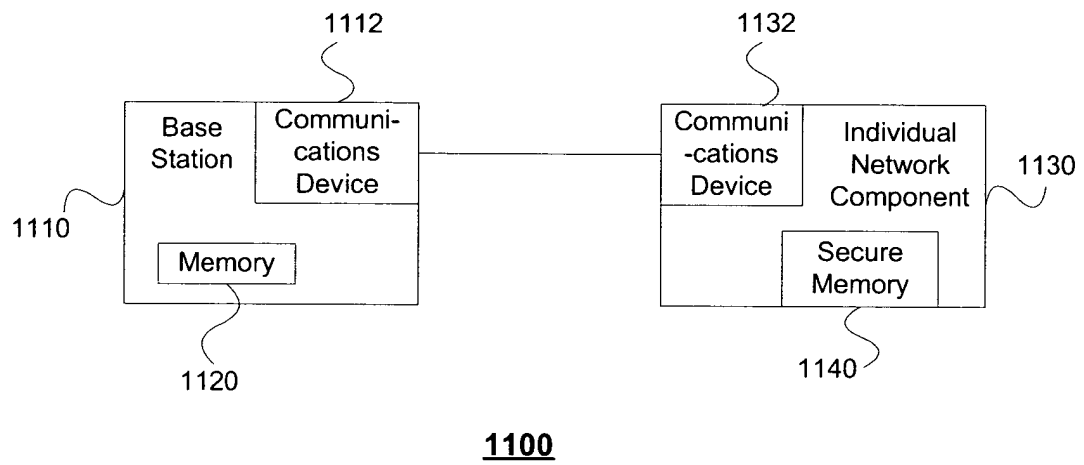 1112
1132
Base
Station
Communi-
cations
Device
Communi
-cations
Device
Individual
Network
Component
1130
1110
Memory
Secure
Memory
1120
1140
1100